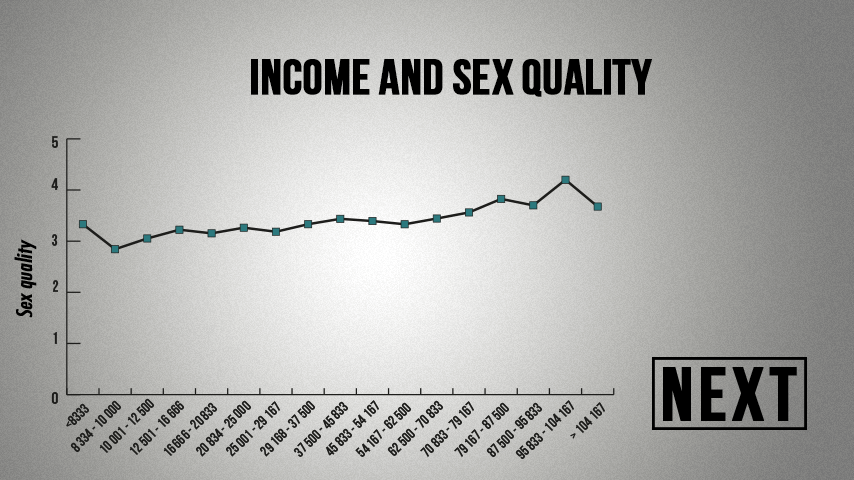 INCOME AND SEX QUALITY
5
4
3
2
1
0
Sex quality
<8333
8 334 - 10 000
10 001 - 12 500
12 501 - 16 666
16 666 - 20 833
20 834 - 25 000
25 001 - 29 167
29 168 - 37 500
37 500 - 45 833
45 833 - 54 167
54 167 - 62 500
62 500 - 70 833
70 833 - 79 167
79 167 - 87 500
87 500 - 95 833
95 833 - 104 167
> 104 167
NEXT